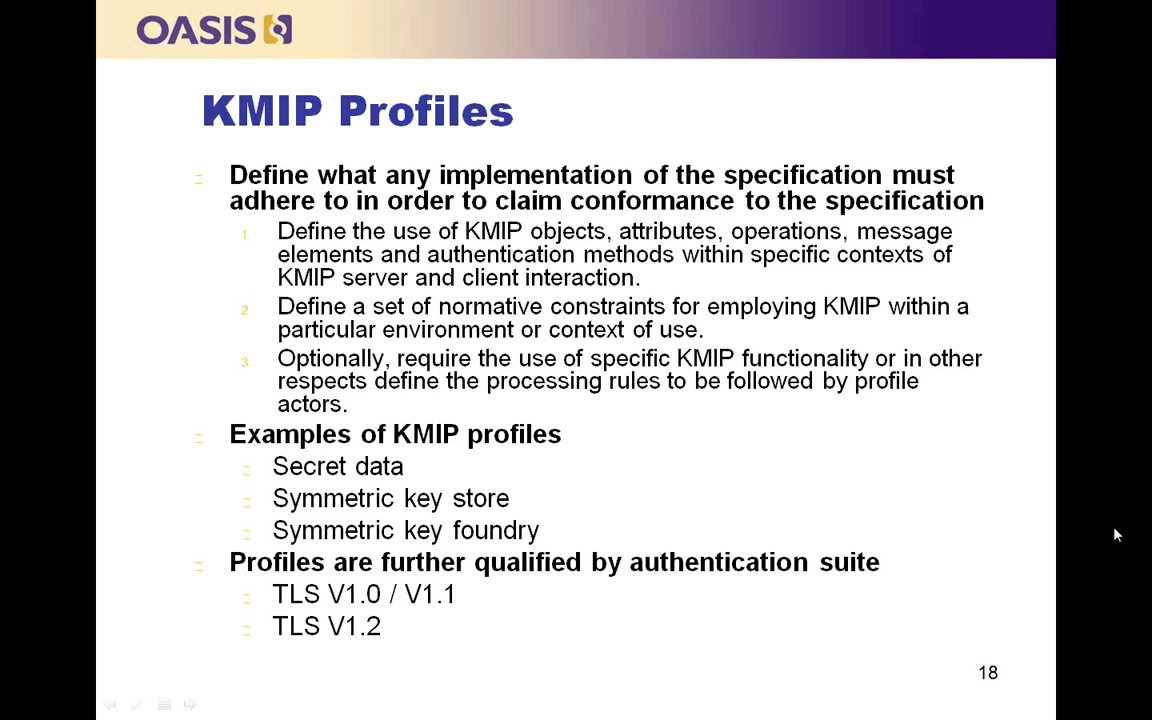 OASIS
KMIP Profiles
Define what any implementation of the specification must
adhere to in order to claim conformance to the specification
1. Define the use of KMIP objects, attributes, operations, message
elements and authentication methods within specific contexts of
KMIP server and client interaction.
2. Define a set of normative constraints for employing KMIP within a
particular environment or context of use.
3. Optionally, require the use of specific KMIP functionality or in other
respects define the processing rules to be followed by profile
actors.
Examples of KMIP profiles
Secret data
Symmetric key store
Symmetric key foundry
Profiles are further qualified by authentication suite
TLS V1.0 / V1.1
TLS V1.2
18